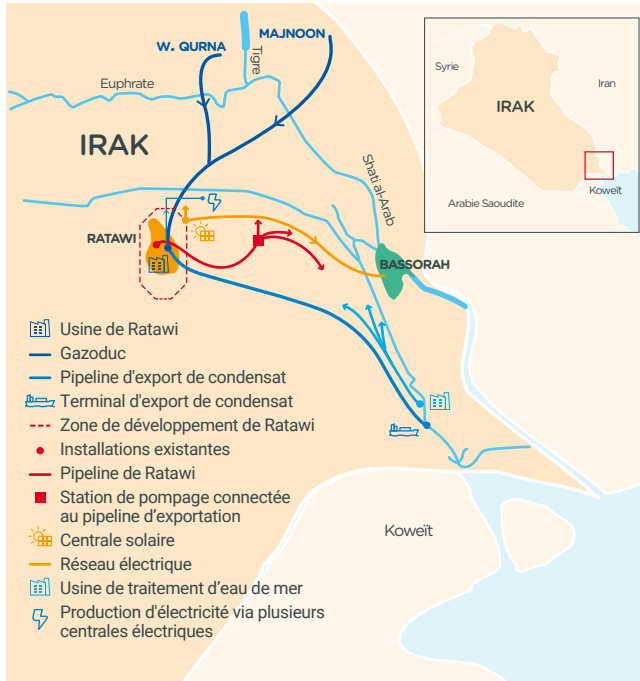 W. QURNA
MAJNOON
Tigre
Euphrate
IRAK
Shatt al-Arab
RATAWI
BASSORAH
Syrie
Iran
IRAK
Koweït
Arabie Saoudite
Usine de Ratawi
Gazoduc
Pipeline d'export de condensat
Terminal d'export de condensat
Zone de développement de Ratawi
Installations existantes
Pipeline de Ratawi
Station de pompage connectée
au pipeline d'exportation
Centrale solaire
Réseau électrique
Usine de traitement d'eau de mer
Production d'électricité via plusieurs
centrales électriques
Koweït